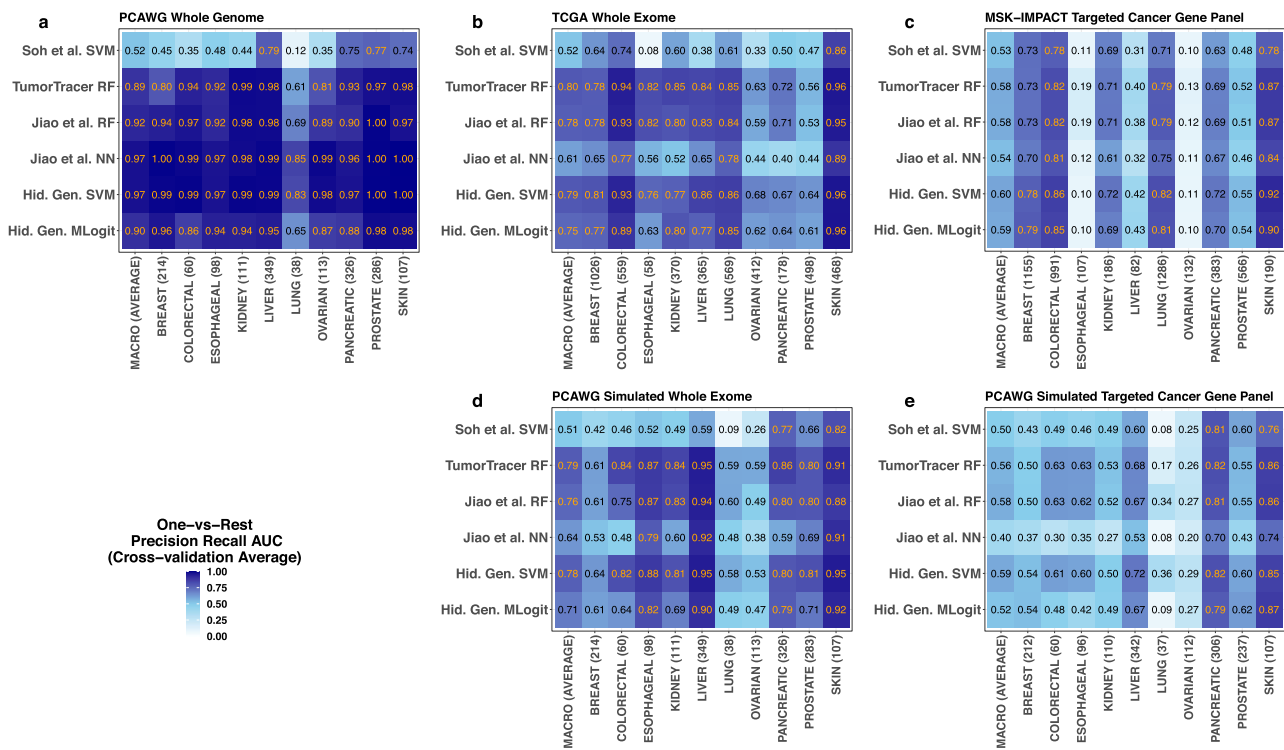 a
PCAWG Whole Genome
Soh et al. SVM 0.52 0.45 0.35 0.48 0.44 0.79 0.12 0.35 0.75 0.77 0.74
TumorTracer RF 0.89 0.80 0.94 0.92 0.99 0.98 0.61 0.81 0.93 0.97 0.98
Jiao et al. RF 0.92 0.94 0.97 0.92 0.98 0.98 0.69 0.89 0.90 1.00 0.97
Jiao et al. NN 0.97 1.00 0.99 0.97 0.98 0.99 0.85 0.99 0.96 1.00 1.00
Hid. Gen. SVM 0.97 0.99 0.99 0.97 0.99 0.99 0.83 0.98 0.97 1.00 1.00
Hid. Gen. MLogit 0.90 0.96 0.86 0.94 0.94 0.95 0.65 0.87 0.88 0.98 0.98
MACRO (AVERAGE)
BREAST (214)
COLORECTAL (60)
ESOPHAGEAL (98)
KIDNEY (111)
LIVER (349)
LUNG (38)
OVARIAN (113)
PANCREATIC (326)
PROSTATE (286)
SKIN (107)
b
TCGA Whole Exome
Soh et al. SVM 0.52 0.64 0.74 0.08 0.60 0.38 0.61 0.33 0.50 0.47 0.86
TumorTracer RF 0.80 0.78 0.94 0.82 0.85 0.84 0.85 0.63 0.72 0.56 0.96
Jiao et al. RF 0.78 0.78 0.93 0.82 0.80 0.83 0.84 0.59 0.71 0.53 0.95
Jiao et al. NN 0.61 0.65 0.77 0.56 0.52 0.65 0.78 0.44 0.40 0.44 0.89
Hid. Gen. SVM 0.79 0.81 0.93 0.76 0.77 0.86 0.86 0.68 0.67 0.64 0.96
Hid. Gen. MLogit 0.75 0.77 0.89 0.63 0.80 0.77 0.85 0.62 0.64 0.61 0.96
MACRO (AVERAGE)
BREAST (1026)
COLORECTAL (559)
ESOPHAGEAL (58)
KIDNEY (370)
LIVER (365)
LUNG (569)
OVARIAN (412)
PANCREATIC (178)
PROSTATE (498)
SKIN (468)
c
MSK−IMPACT Targeted Cancer Gene Panel
Soh et al. SVM 0.53 0.73 0.78 0.11 0.69 0.31 0.71 0.10 0.63 0.48 0.78
TumorTracer RF 0.58 0.73 0.82 0.19 0.71 0.40 0.79 0.13 0.69 0.52 0.87
Jiao et al. RF 0.58 0.73 0.82 0.19 0.71 0.38 0.79 0.12 0.69 0.51 0.87
Jiao et al. NN 0.54 0.70 0.81 0.12 0.61 0.32 0.75 0.11 0.67 0.46 0.84
Hid. Gen. SVM 0.60 0.78 0.86 0.10 0.72 0.42 0.82 0.11 0.72 0.55 0.92
Hid. Gen. MLogit 0.59 0.79 0.85 0.10 0.69 0.43 0.81 0.10 0.70 0.54 0.90
MACRO (AVERAGE)
BREAST (1155)
COLORECTAL (991)
ESOPHAGEAL (107)
KIDNEY (186)
LIVER (82)
LUNG (1286)
OVARIAN (132)
PANCREATIC (383)
PROSTATE (566)
SKIN (190)
One−vs−Rest
Precision Recall AUC
(Cross−validation Average)
1.00
0.75
0.50
0.25
0.00
d
PCAWG Simulated Whole Exome
Soh et al. SVM 0.51 0.42 0.46 0.52 0.49 0.59 0.09 0.26 0.77 0.66 0.82
TumorTracer RF 0.79 0.61 0.84 0.87 0.84 0.95 0.59 0.59 0.86 0.80 0.91
Jiao et al. RF 0.76 0.61 0.75 0.87 0.83 0.94 0.60 0.49 0.80 0.80 0.88
Jiao et al. NN 0.64 0.53 0.48 0.79 0.60 0.92 0.48 0.38 0.59 0.69 0.91
Hid. Gen. SVM 0.78 0.64 0.82 0.88 0.81 0.95 0.58 0.53 0.80 0.81 0.95
Hid. Gen. MLogit 0.71 0.61 0.64 0.82 0.69 0.90 0.49 0.47 0.79 0.71 0.92
MACRO (AVERAGE)
BREAST (214)
COLORECTAL (60)
ESOPHAGEAL (98)
KIDNEY (111)
LIVER (349)
LUNG (38)
OVARIAN (113)
PANCREATIC (326)
PROSTATE (283)
SKIN (107)
e
PCAWG Simulated Targeted Cancer Gene Panel
Soh et al. SVM 0.50 0.43 0.49 0.46 0.49 0.60 0.08 0.25 0.81 0.60 0.76
TumorTracer RF 0.56 0.50 0.63 0.63 0.53 0.68 0.17 0.26 0.82 0.55 0.86
Jiao et al. RF 0.58 0.50 0.63 0.62 0.52 0.67 0.34 0.27 0.81 0.55 0.86
Jiao et al. NN 0.40 0.37 0.30 0.35 0.27 0.53 0.08 0.20 0.70 0.43 0.74
Hid. Gen. SVM 0.59 0.54 0.61 0.60 0.50 0.72 0.36 0.29 0.82 0.60 0.85
Hid. Gen. MLogit 0.52 0.54 0.48 0.42 0.49 0.67 0.09 0.27 0.79 0.62 0.87
MACRO (AVERAGE)
BREAST (212)
COLORECTAL (60)
ESOPHAGEAL (96)
KIDNEY (110)
LIVER (342)
LUNG (37)
OVARIAN (112)
PANCREATIC (306)
PROSTATE (237)
SKIN (107)